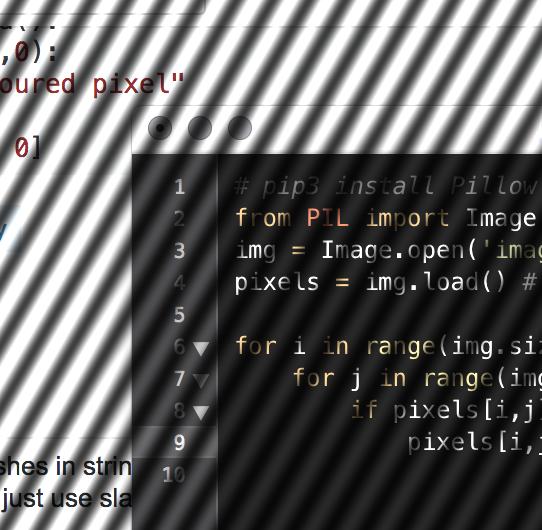 ,0):
oured pixel"
0]
1 # pip3 install Pillow
2 from PIL import Image
3 img = Image.open('imag
4 pixels = img.load() #
5
6 for i in range(img.siz
7 for j in range(img
8 if pixels[i,j]
9 pixels[i,j
10
shes in strin
just use sla